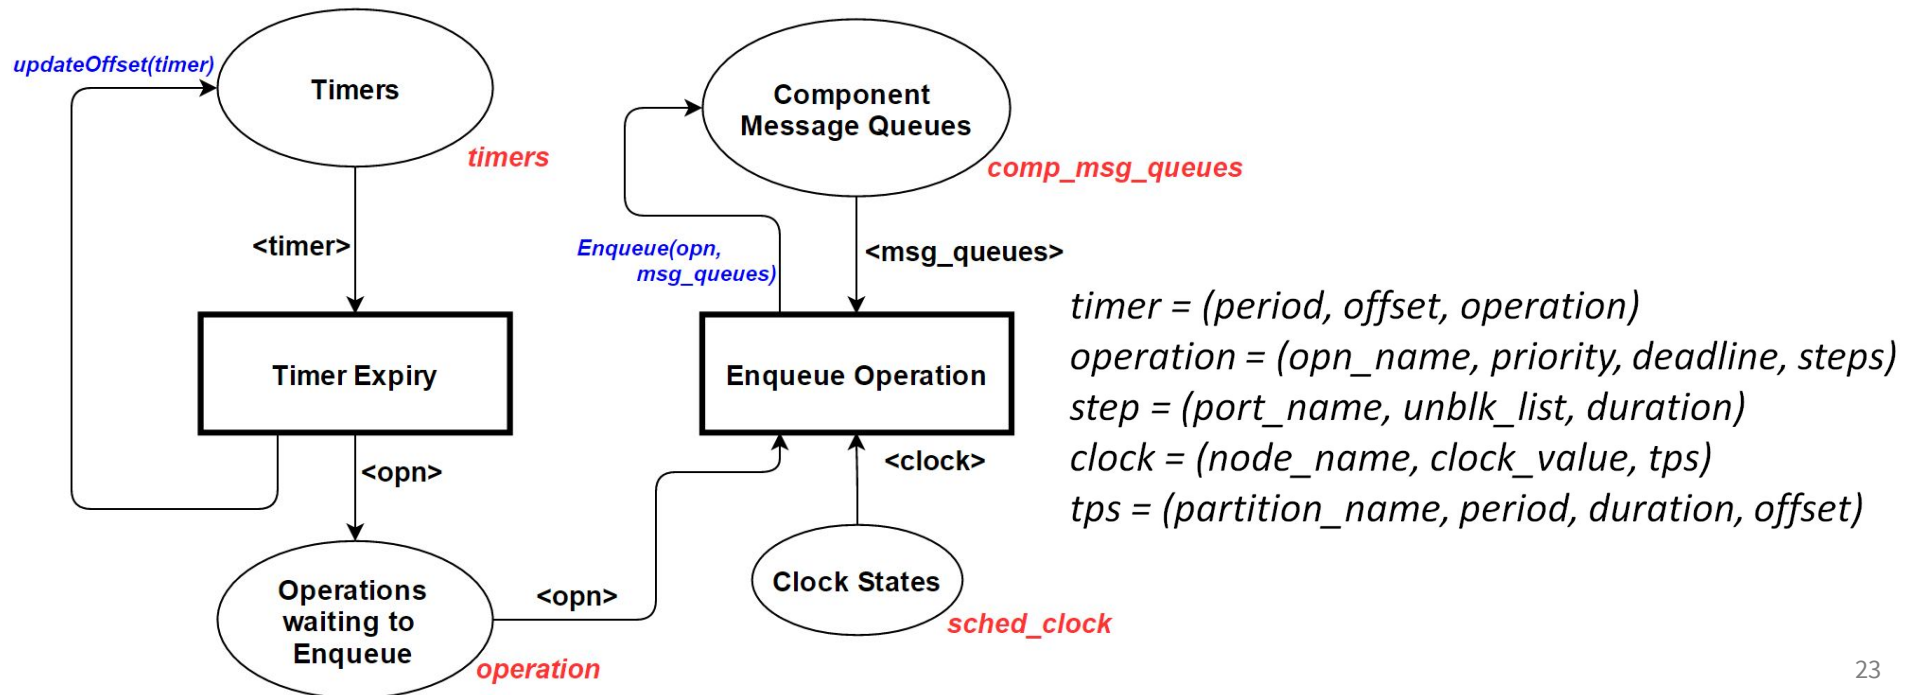 updateOffset(timer)
Timers
timers
<timer>
Timer Expiry
<opn>
Operations
waiting to
Enqueue
operation
<opn>
Component
Message Queues
comp_msg_queues
Enqueue(opn,
msg_queues)
<msg_queues>
Enqueue Operation
<clock>
Clock States
sched_clock
timer = (period, offset, operation)
operation = (opn_name, priority, deadline, steps)
step = (port_name, unblk_list, duration)
clock = (node_name, clock_value, tps)
tps = (partition_name, period, duration, offset)
23